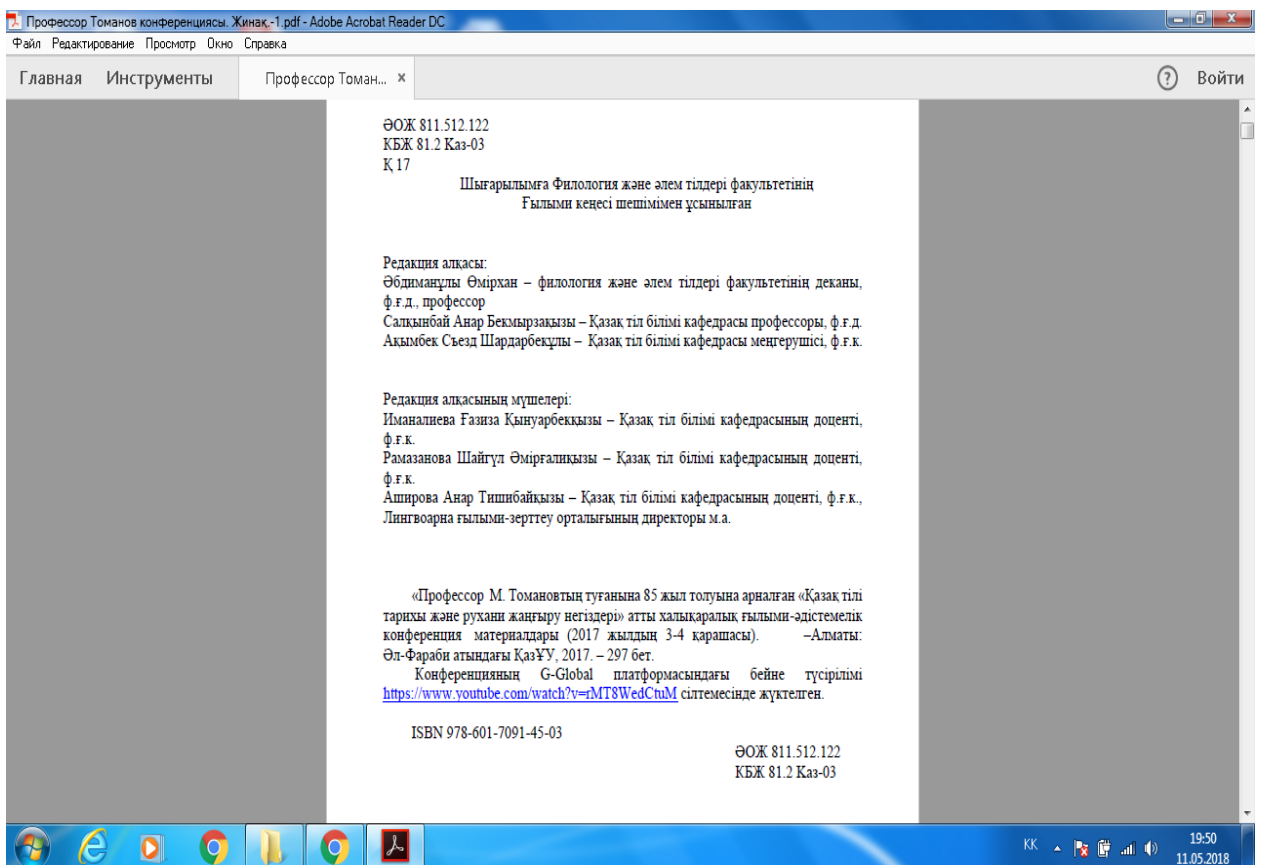 Профессор Томанов конференциясы. Жинақ.-1.pdf - Adobe Acrobat Reader DC
Файл Редактирование Просмотр Окно Справка
Главная Инструменты Профессор Томан... × ? Войти
ӘОЖ 811.512.122
КБЖ 81.2 Каз-03
Қ 17
Шығарылымға Филология және әлем тілдері факультетінің
Ғылыми кеңесі шешімімен ұсынылған
Редакция алқасы:
Әбдиманұлы Өмірхан – филология және әлем тілдері факультетінің деканы,
ф.ғ.д., профессор
Салқынбай Анар Бекмырзақызы – Қазақ тіл білімі кафедрасы профессоры, ф.ғ.д.
Ақымбек Съезд Шардарбекұлы – Қазақ тіл білімі кафедрасы меңгерушісі, ф.ғ.к.
Редакция алқасының мүшелері:
Иманалиева Ғазиза Қынуарбекқызы – Қазақ тіл білімі кафедрасының доценті,
ф.ғ.к.
Рамазанова Шайгүл Әмірғалиқызы – Қазақ тіл білімі кафедрасының доценті,
ф.ғ.к.
Аширова Анар Тишибайқызы – Қазақ тіл білімі кафедрасының доценті, ф.ғ.к.,
Лингвоарна ғылыми-зерттеу орталығының директоры м.а.
«Профессор М. Томановтың туғанына 85 жыл толуына арналған «Қазақ тілі
тарихы және рухани жаңғыру негіздері» атты халықаралық ғылыми-әдістемелік
конференция материалдары (2017 жылдың 3-4 қарашасы). –Алматы:
Әл-Фараби атындағы ҚазҰУ, 2017. – 297 бет.
Конференцияның G-Global платформасындағы бейне түсірілімі
https://www.youtube.com/watch?v=rMT8WedCtuM сілтемесінде жүктелген.
ISBN 978-601-7091-45-03
ӘОЖ 811.512.122
КБЖ 81.2 Каз-03
KK 19:50
11.05.2018